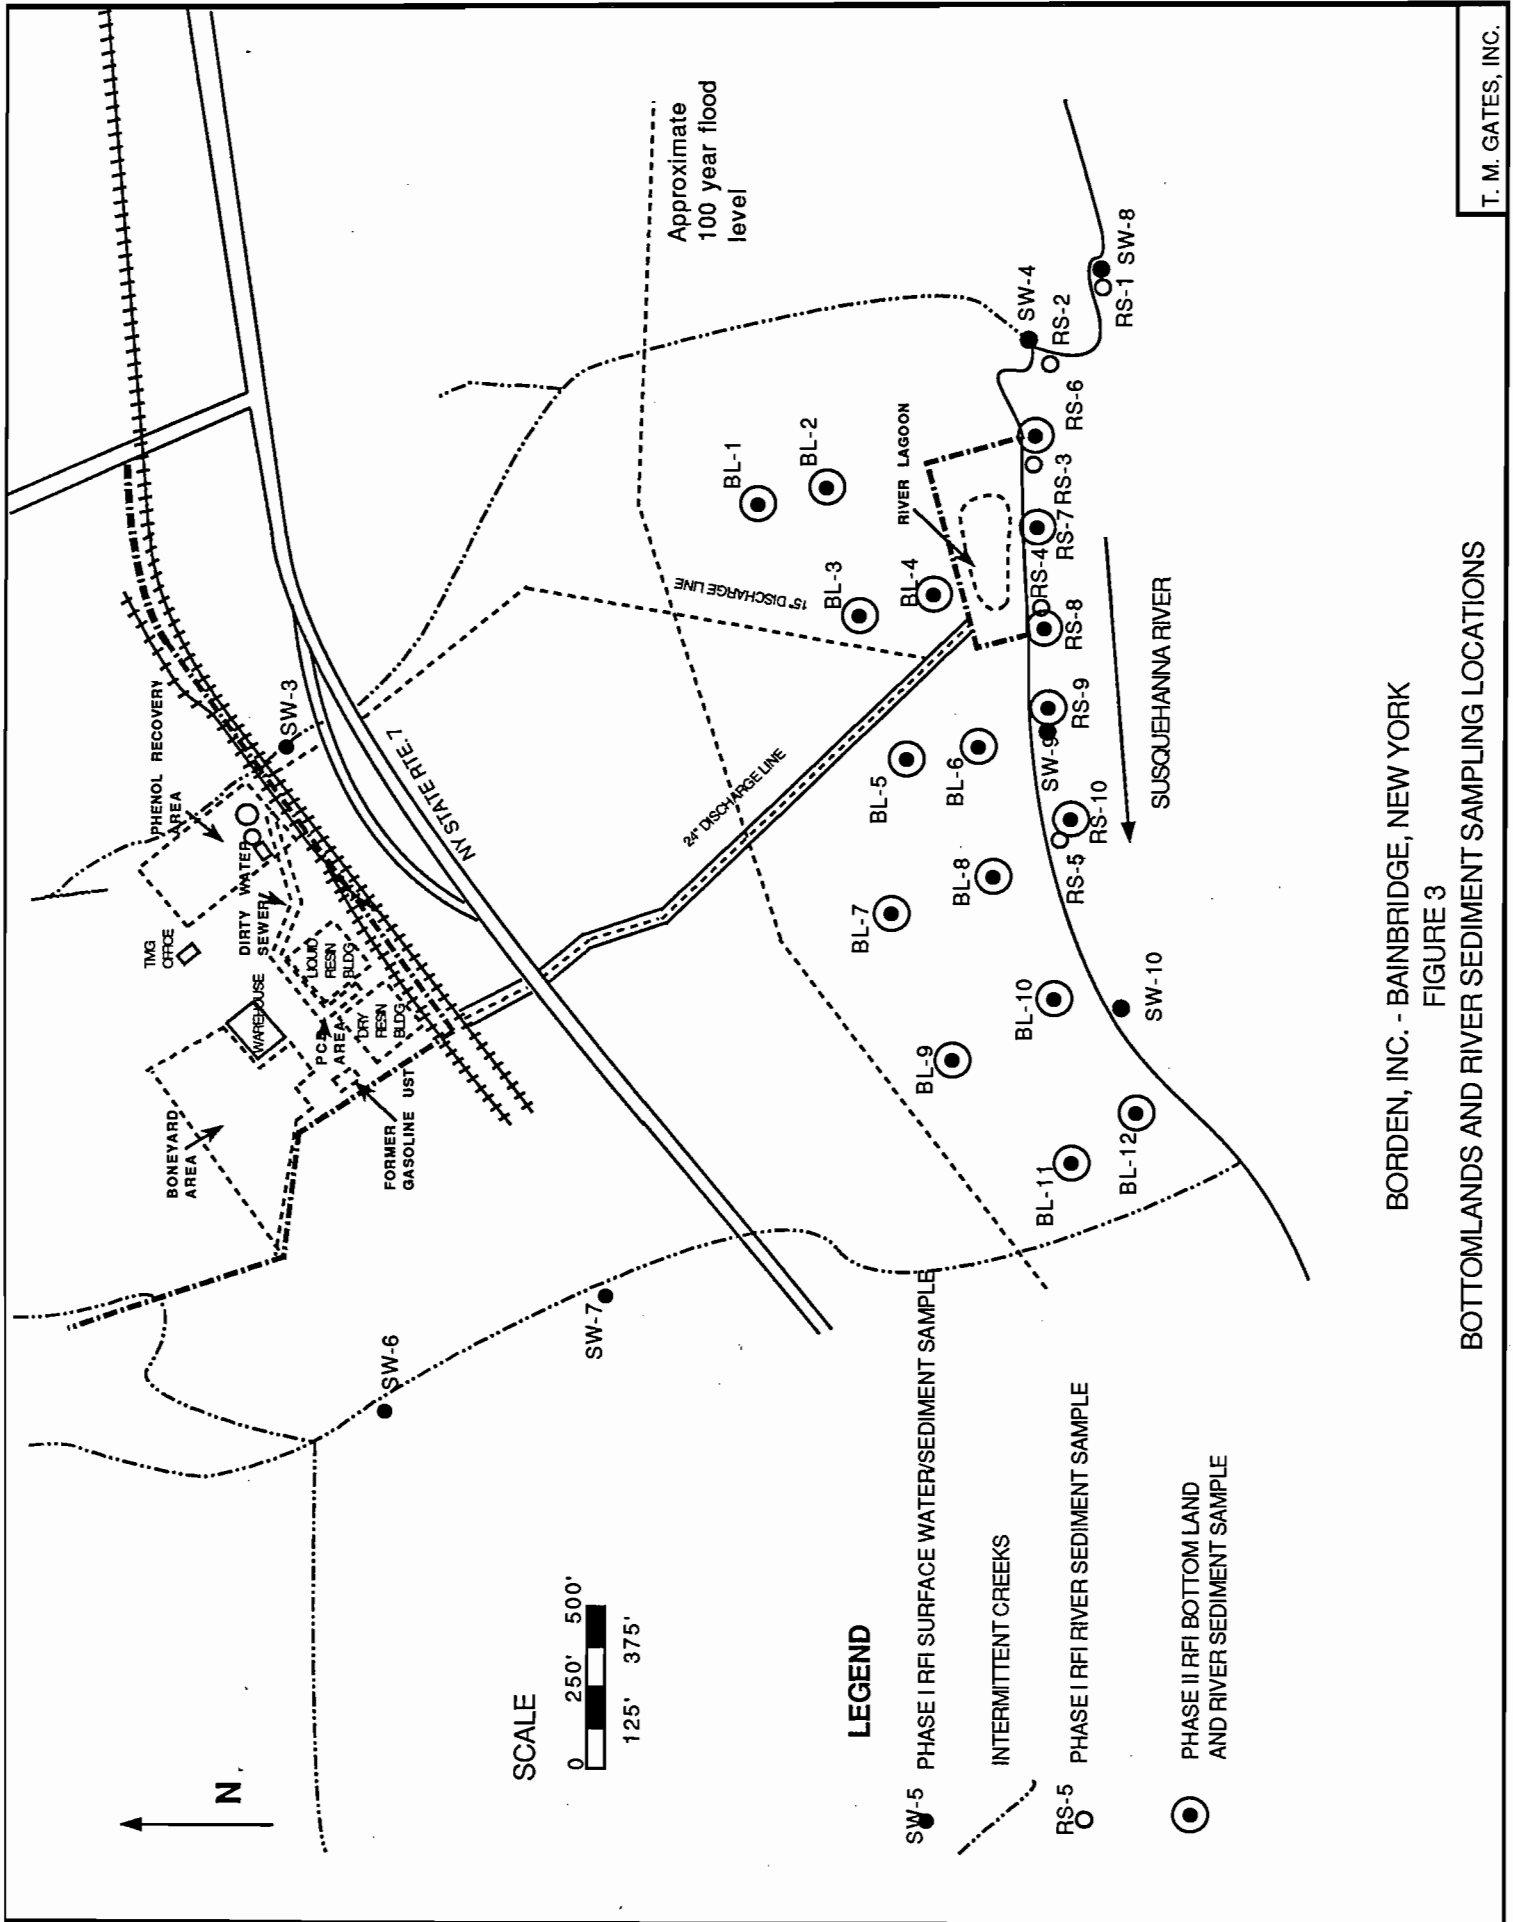 T. M. GATES, INC.
Approximate
100 year flood
level
SW-3
PHENOL RECOVERY
AREA
DIRTY WATER
SEWER
TMG
OFFICE
WAREHOUSE
LIQUID
RESIN
BLDG
DRY
RESIN
BLDG
PCB
AREA
BONEYARD
AREA
FORMER
GASOLINE UST
NY STATE RTE.7
15" DISCHARGE LINE
24" DISCHARGE LINE
RIVER LAGOON
BL-1
BL-2
BL-3
BL-4
BL-5
BL-6
BL-7
BL-8
BL-9
BL-10
BL-11
BL-12
SW-4
RS-2
RS-1
SW-8
RS-6
RS-3
RS-7
RS-4
RS-8
RS-9
SW-9
RS-10
RS-5
SW-10
SUSQUEHANNA RIVER
SW-6
SW-7
N
SCALE
0 250' 500'
125' 375'
LEGEND
SW-5 PHASE I RFI SURFACE WATER/SEDIMENT SAMPLE
INTERMITTENT CREEKS
RS-5 PHASE I RFI RIVER SEDIMENT SAMPLE
PHASE II RFI BOTTOM LAND
AND RIVER SEDIMENT SAMPLE
BORDEN, INC. - BAINBRIDGE, NEW YORK
FIGURE 3
BOTTOMLANDS AND RIVER SEDIMENT SAMPLING LOCATIONS